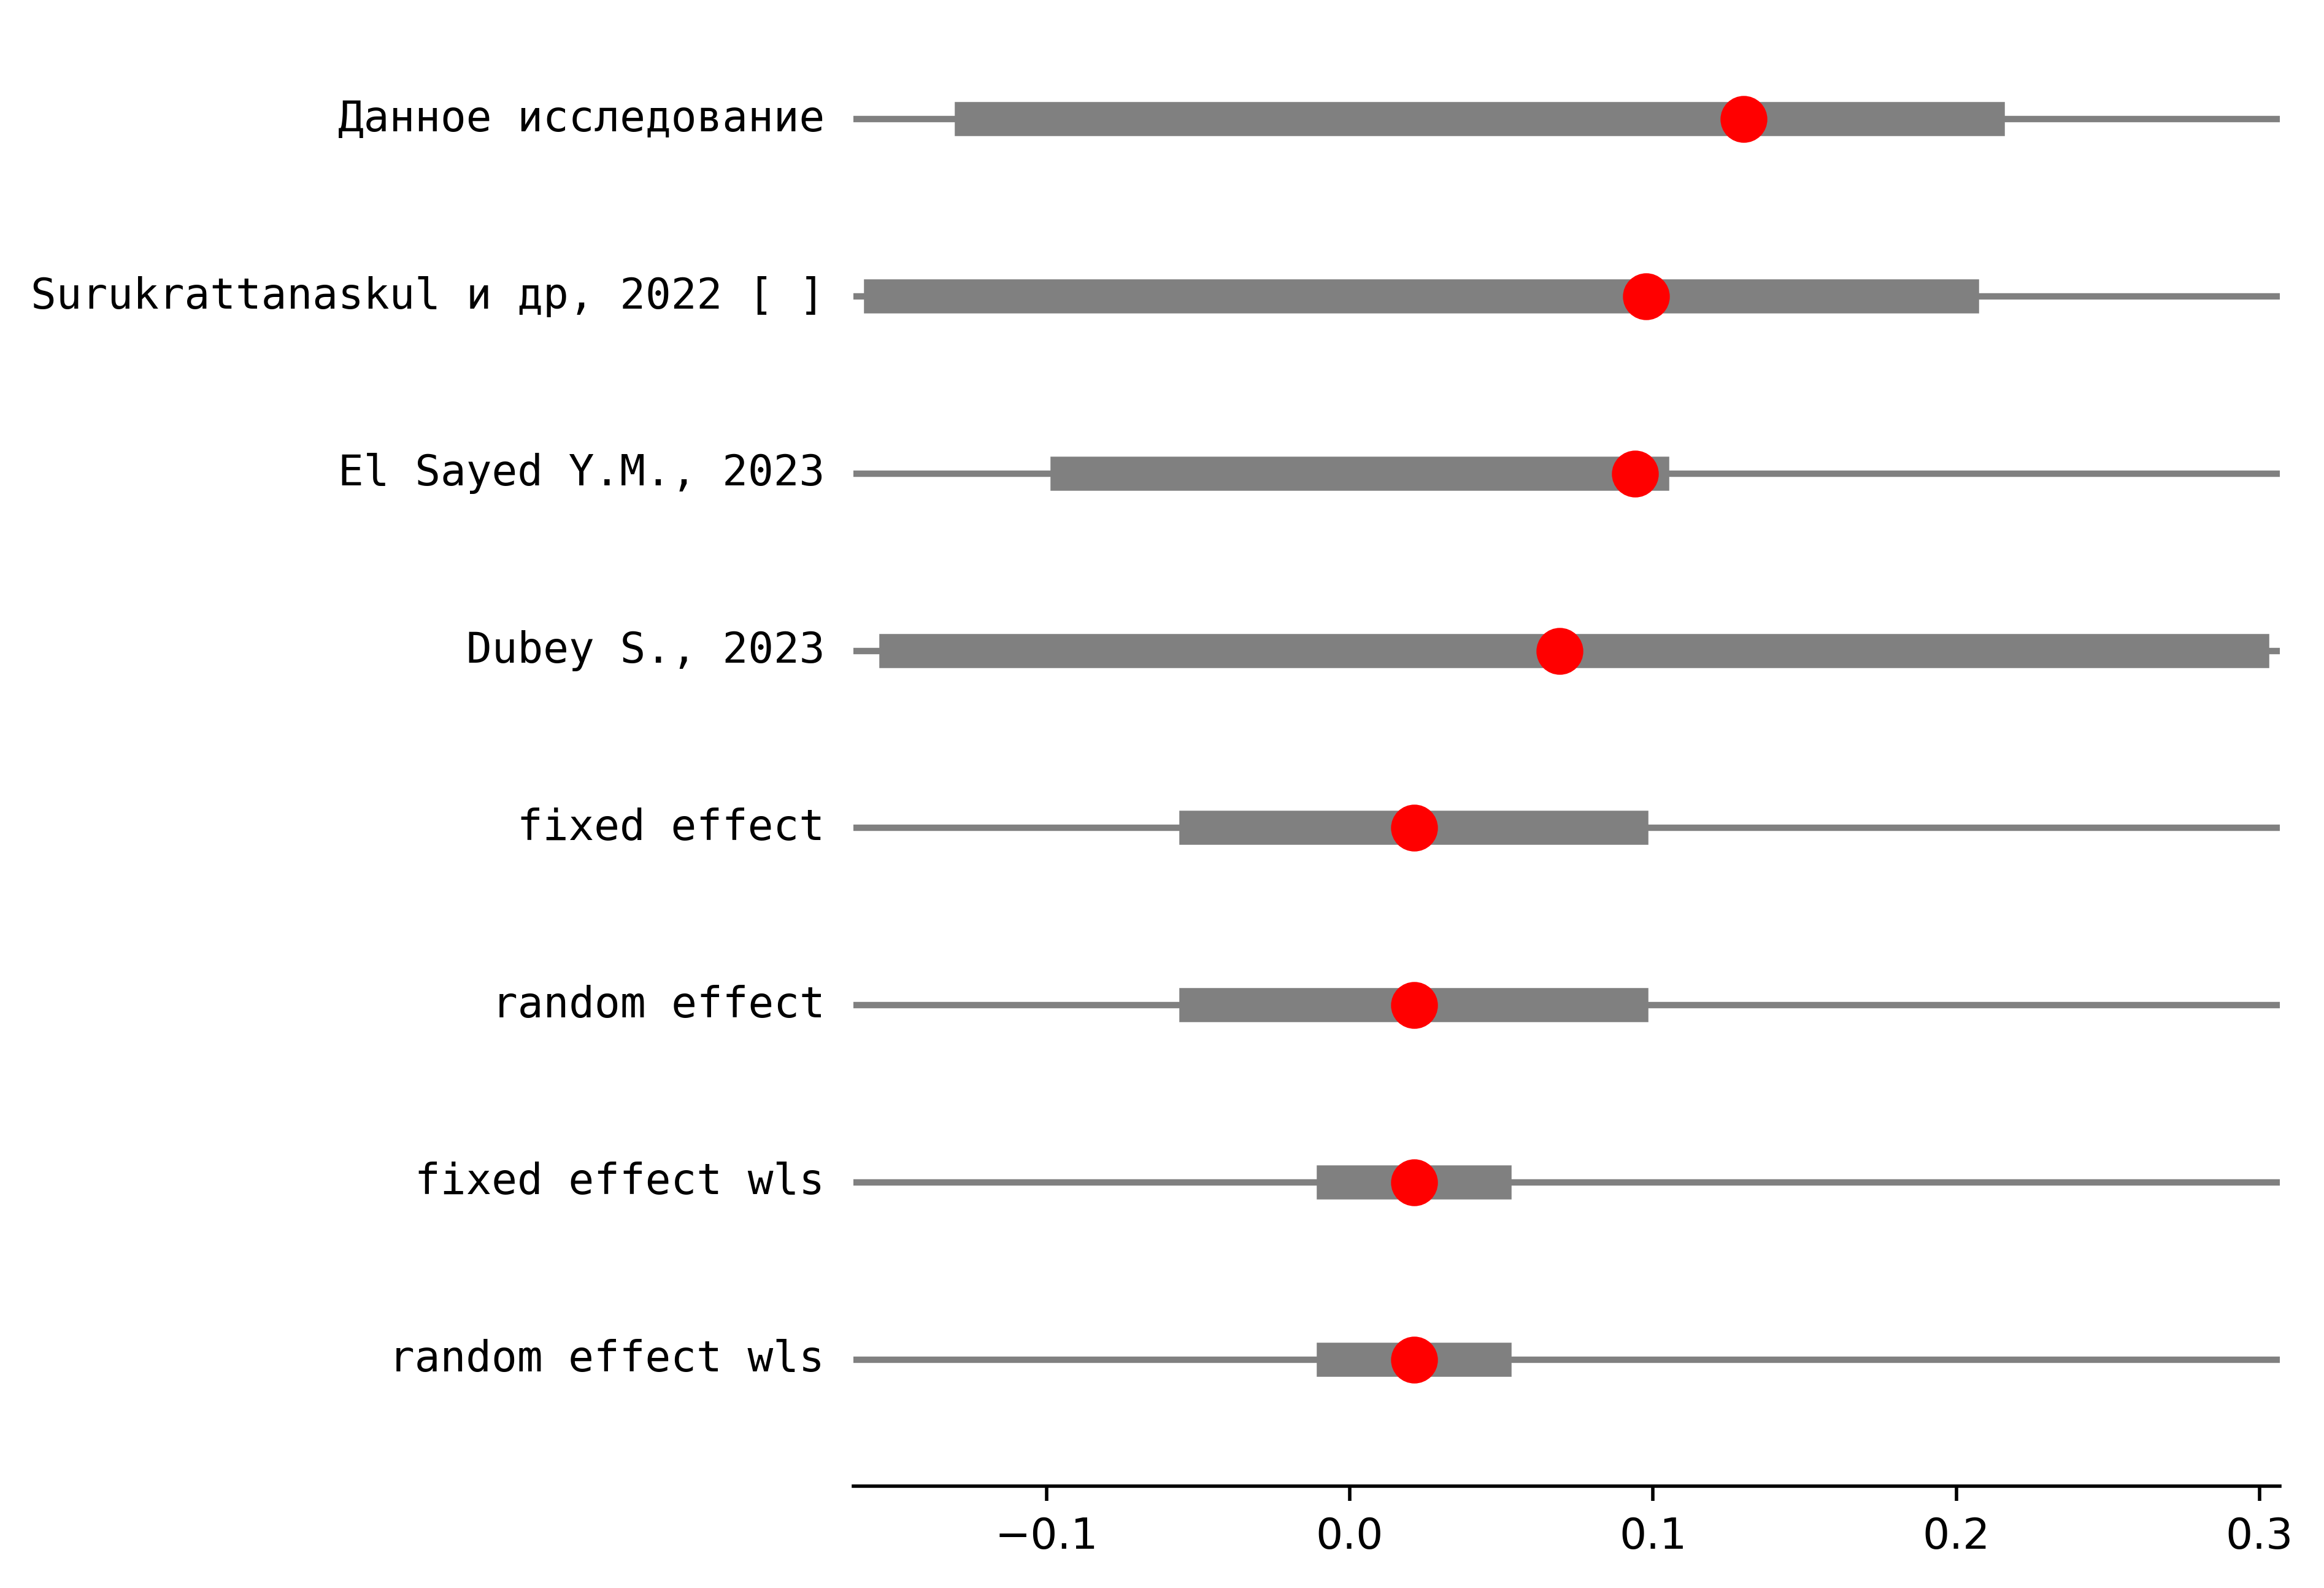 Данное исследование
Surukrattanaskul и др, 2022 [ ]
El Sayed Y.M., 2023
Dubey S., 2023
fixed effect
random effect
fixed effect wls
random effect wls
−0.1 0.0 0.1 0.2 0.3